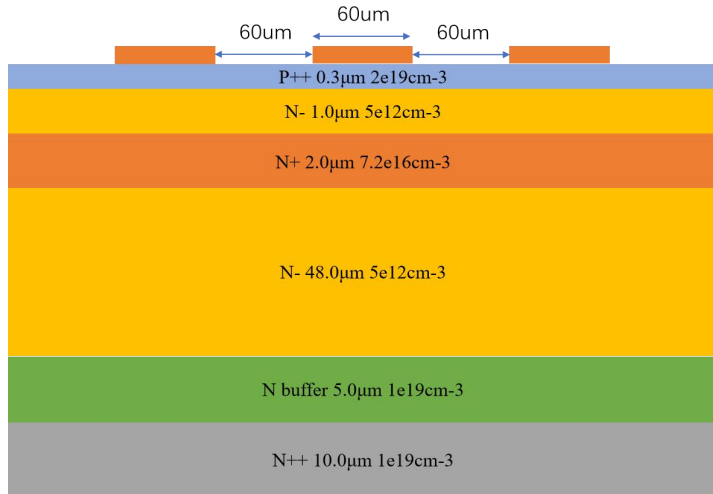 60um
60um
60um
P++ 0.3μm 2e19cm-3
N- 1.0μm 5e12cm-3
N+ 2.0μm 7.2e16cm-3
N- 48.0μm 5e12cm-3
N buffer 5.0μm 1e19cm-3
N++ 10.0μm 1e19cm-3